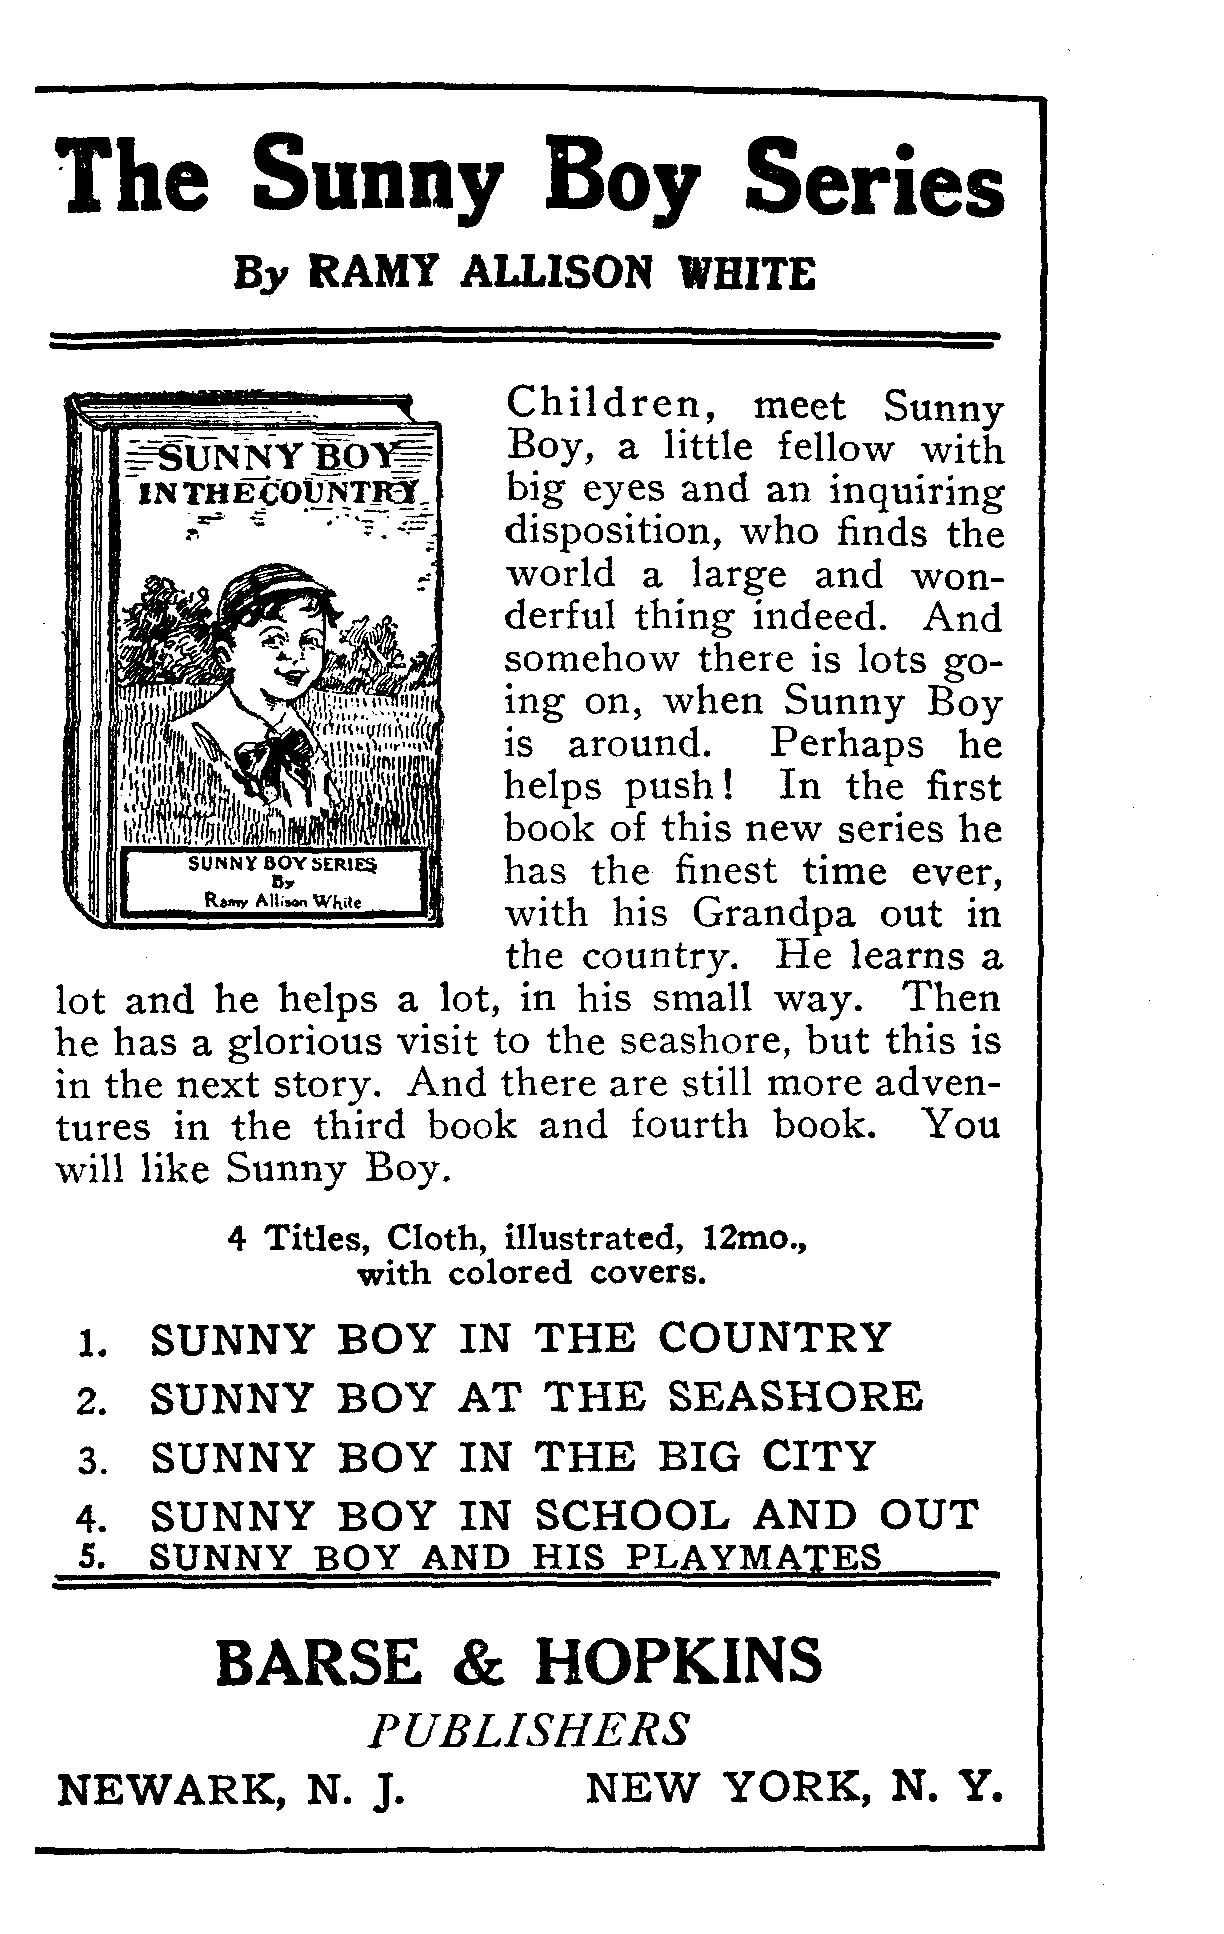 The Sunny Boy Series
By RAMY ALLISON WHITE
SUNNY BOY
IN THE COUNTRY
SUNNY BOY SERIES
By
Ramy Allison White
Children, meet Sunny
Boy, a little fellow with
big eyes and an inquiring
disposition, who finds the
world a large and won-
derful thing indeed. And
somehow there is lots go-
ing on, when Sunny Boy
is around. Perhaps he
helps push! In the first
book of this new series he
has the finest time ever,
with his Grandpa out in
the country. He learns a
lot and he helps a lot, in his small way. Then
he has a glorious visit to the seashore, but this is
in the next story. And there are still more adven-
tures in the third book and fourth book. You
will like Sunny Boy.
4 Titles, Cloth, illustrated, 12mo.,
with colored covers.
1. SUNNY BOY IN THE COUNTRY
2. SUNNY BOY AT THE SEASHORE
3. SUNNY BOY IN THE BIG CITY
4. SUNNY BOY IN SCHOOL AND OUT
5. SUNNY BOY AND HIS PLAYMATES
BARSE & HOPKINS
PUBLISHERS
NEWARK, N. J. NEW YORK, N. Y.